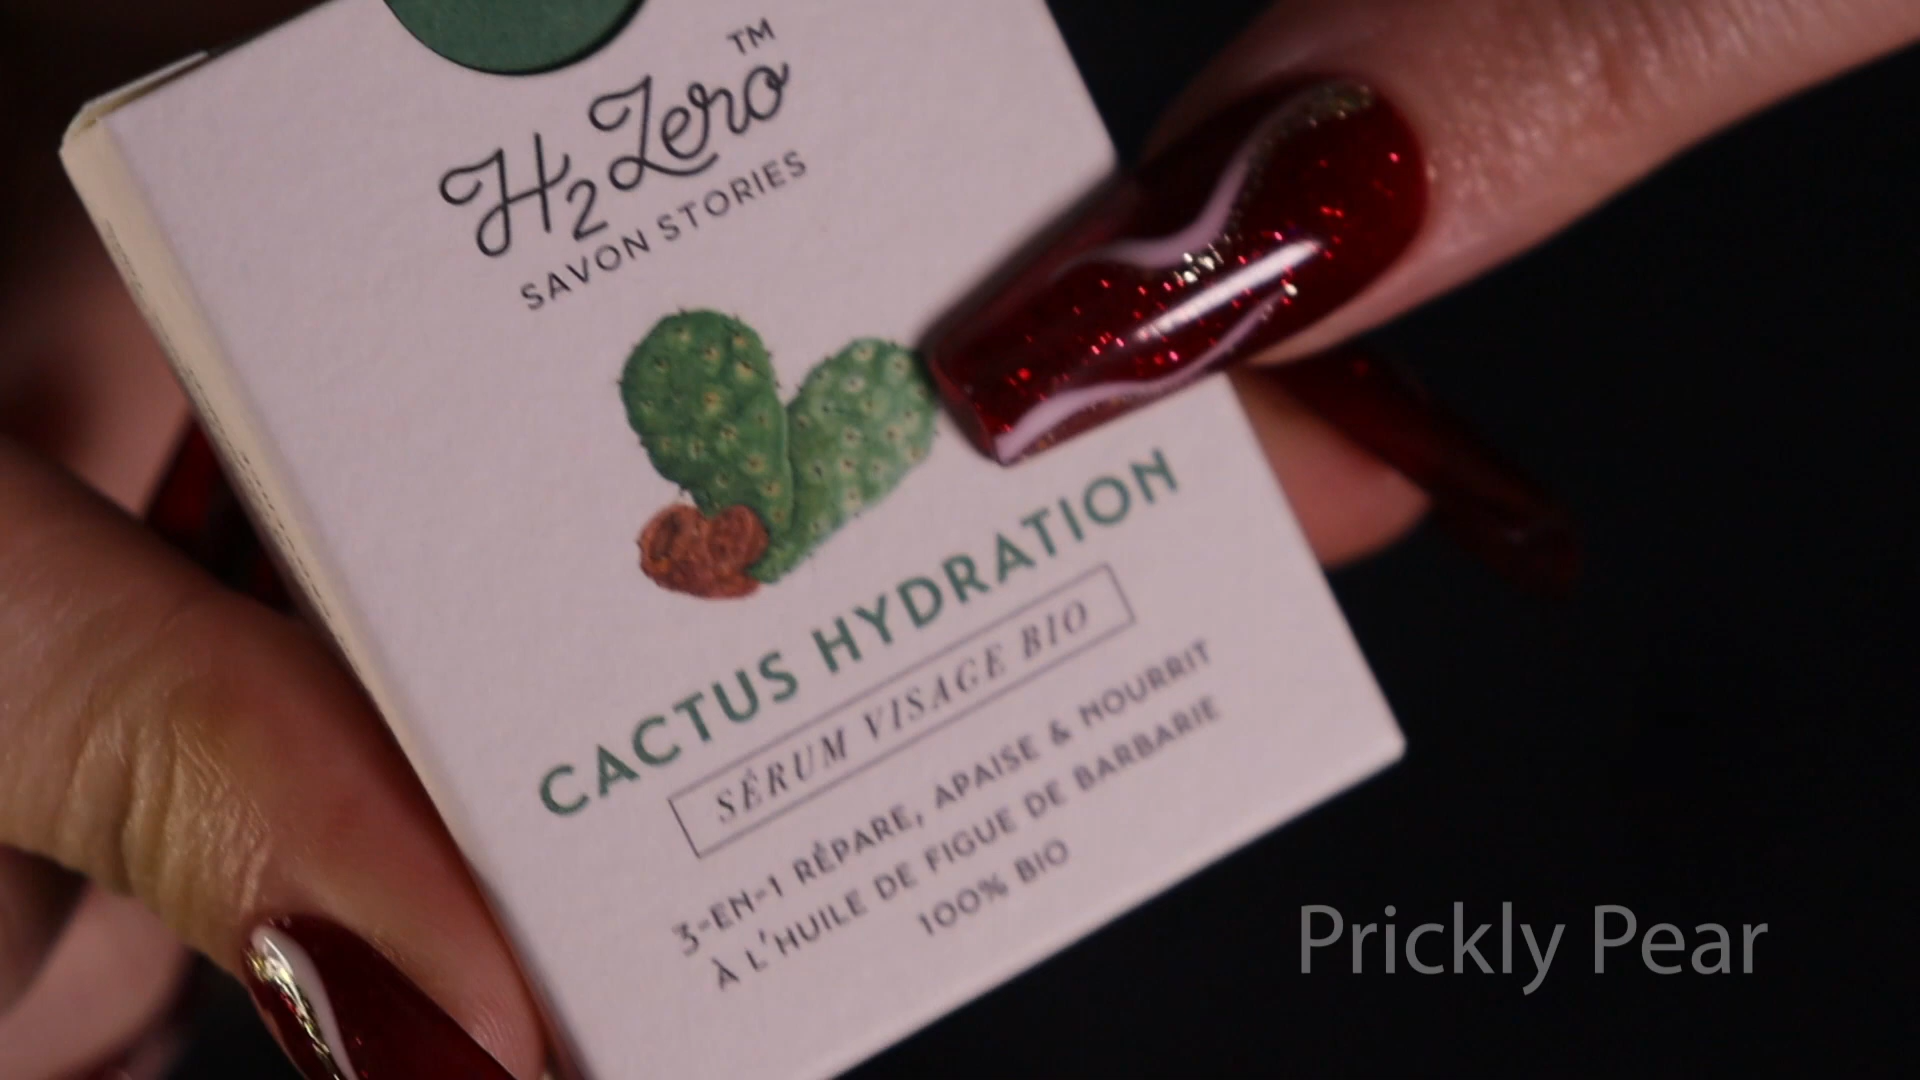 H2Zero™
SAVON STORIES
CACTUS HYDRATION
SÉRUM VISAGE BIO
3-EN-1 RÉPARE, APAISE & NOURRIT
À L'HUILE DE FIGUE DE BARBARIE
100% BIO
Prickly Pear